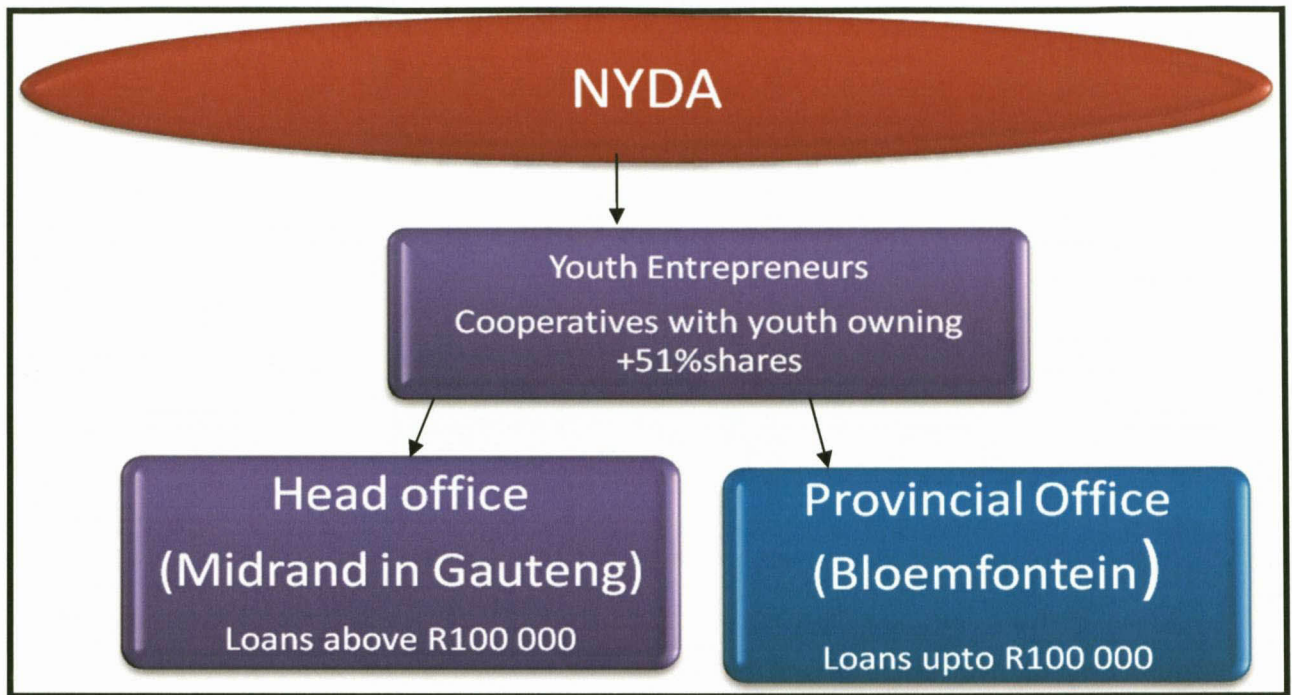 NYDA
Youth Entrepreneurs
Cooperatives with youth owning
+51%shares
Head office
(Midrand in Gauteng)
Loans above R100 000
Provincial Office
(Bloemfontein)
Loans upto R100 000